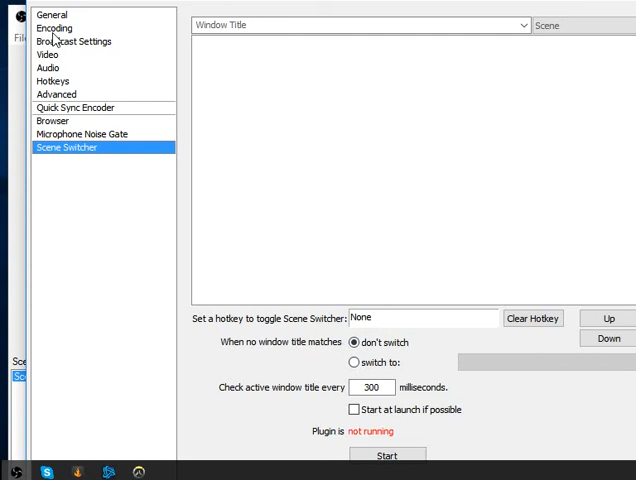 File
General
Encoding
Broadcast Settings
Video
Audio
Hotkeys
Advanced
Quick Sync Encoder
Browser
Microphone Noise Gate
Scene Switcher
Window Title
Scene
Set a hotkey to toggle Scene Switcher: None Clear Hotkey Up
Down
When no window title matches don't switch
switch to:
Check active window title every 300 milliseconds.
Start at launch if possible
Plugin is not running
Start